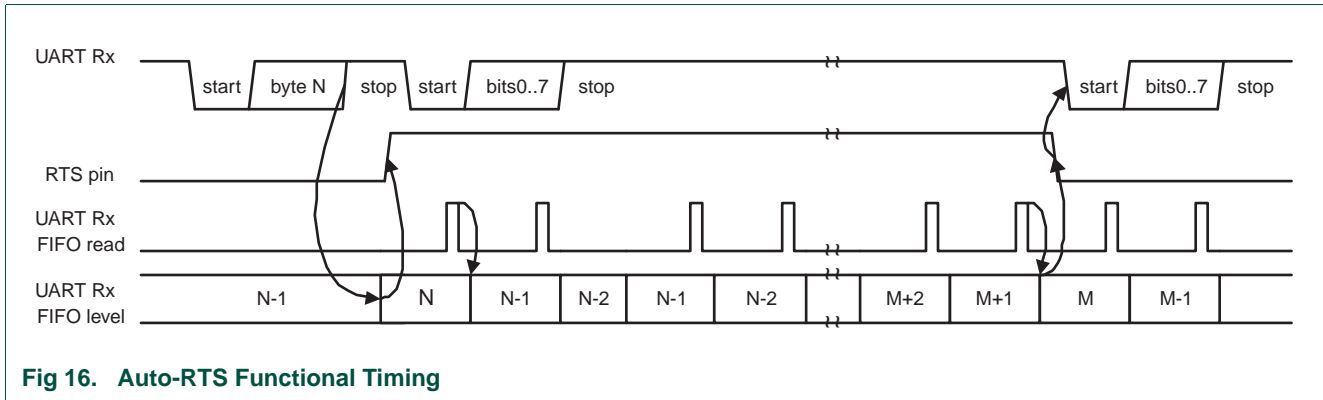 UART Rx
start byte N stop start bits0..7 stop start bits0..7 stop
RTS pin
UART Rx
FIFO read
UART Rx
FIFO level
N-1 N N-1 N-2 N-1 N-2 M+2 M+1 M M-1
Fig 16. Auto-RTS Functional Timing